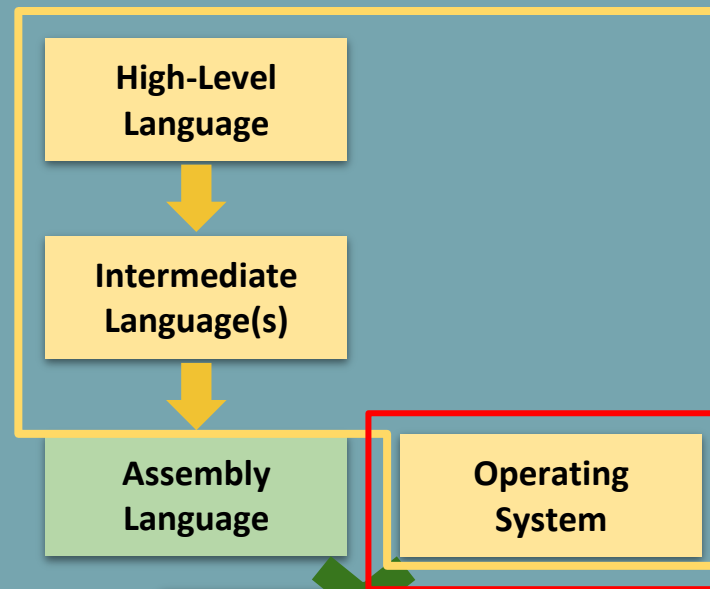 High-Level
Language
Intermediate
Language(s)
Assembly
Language
Operating
System